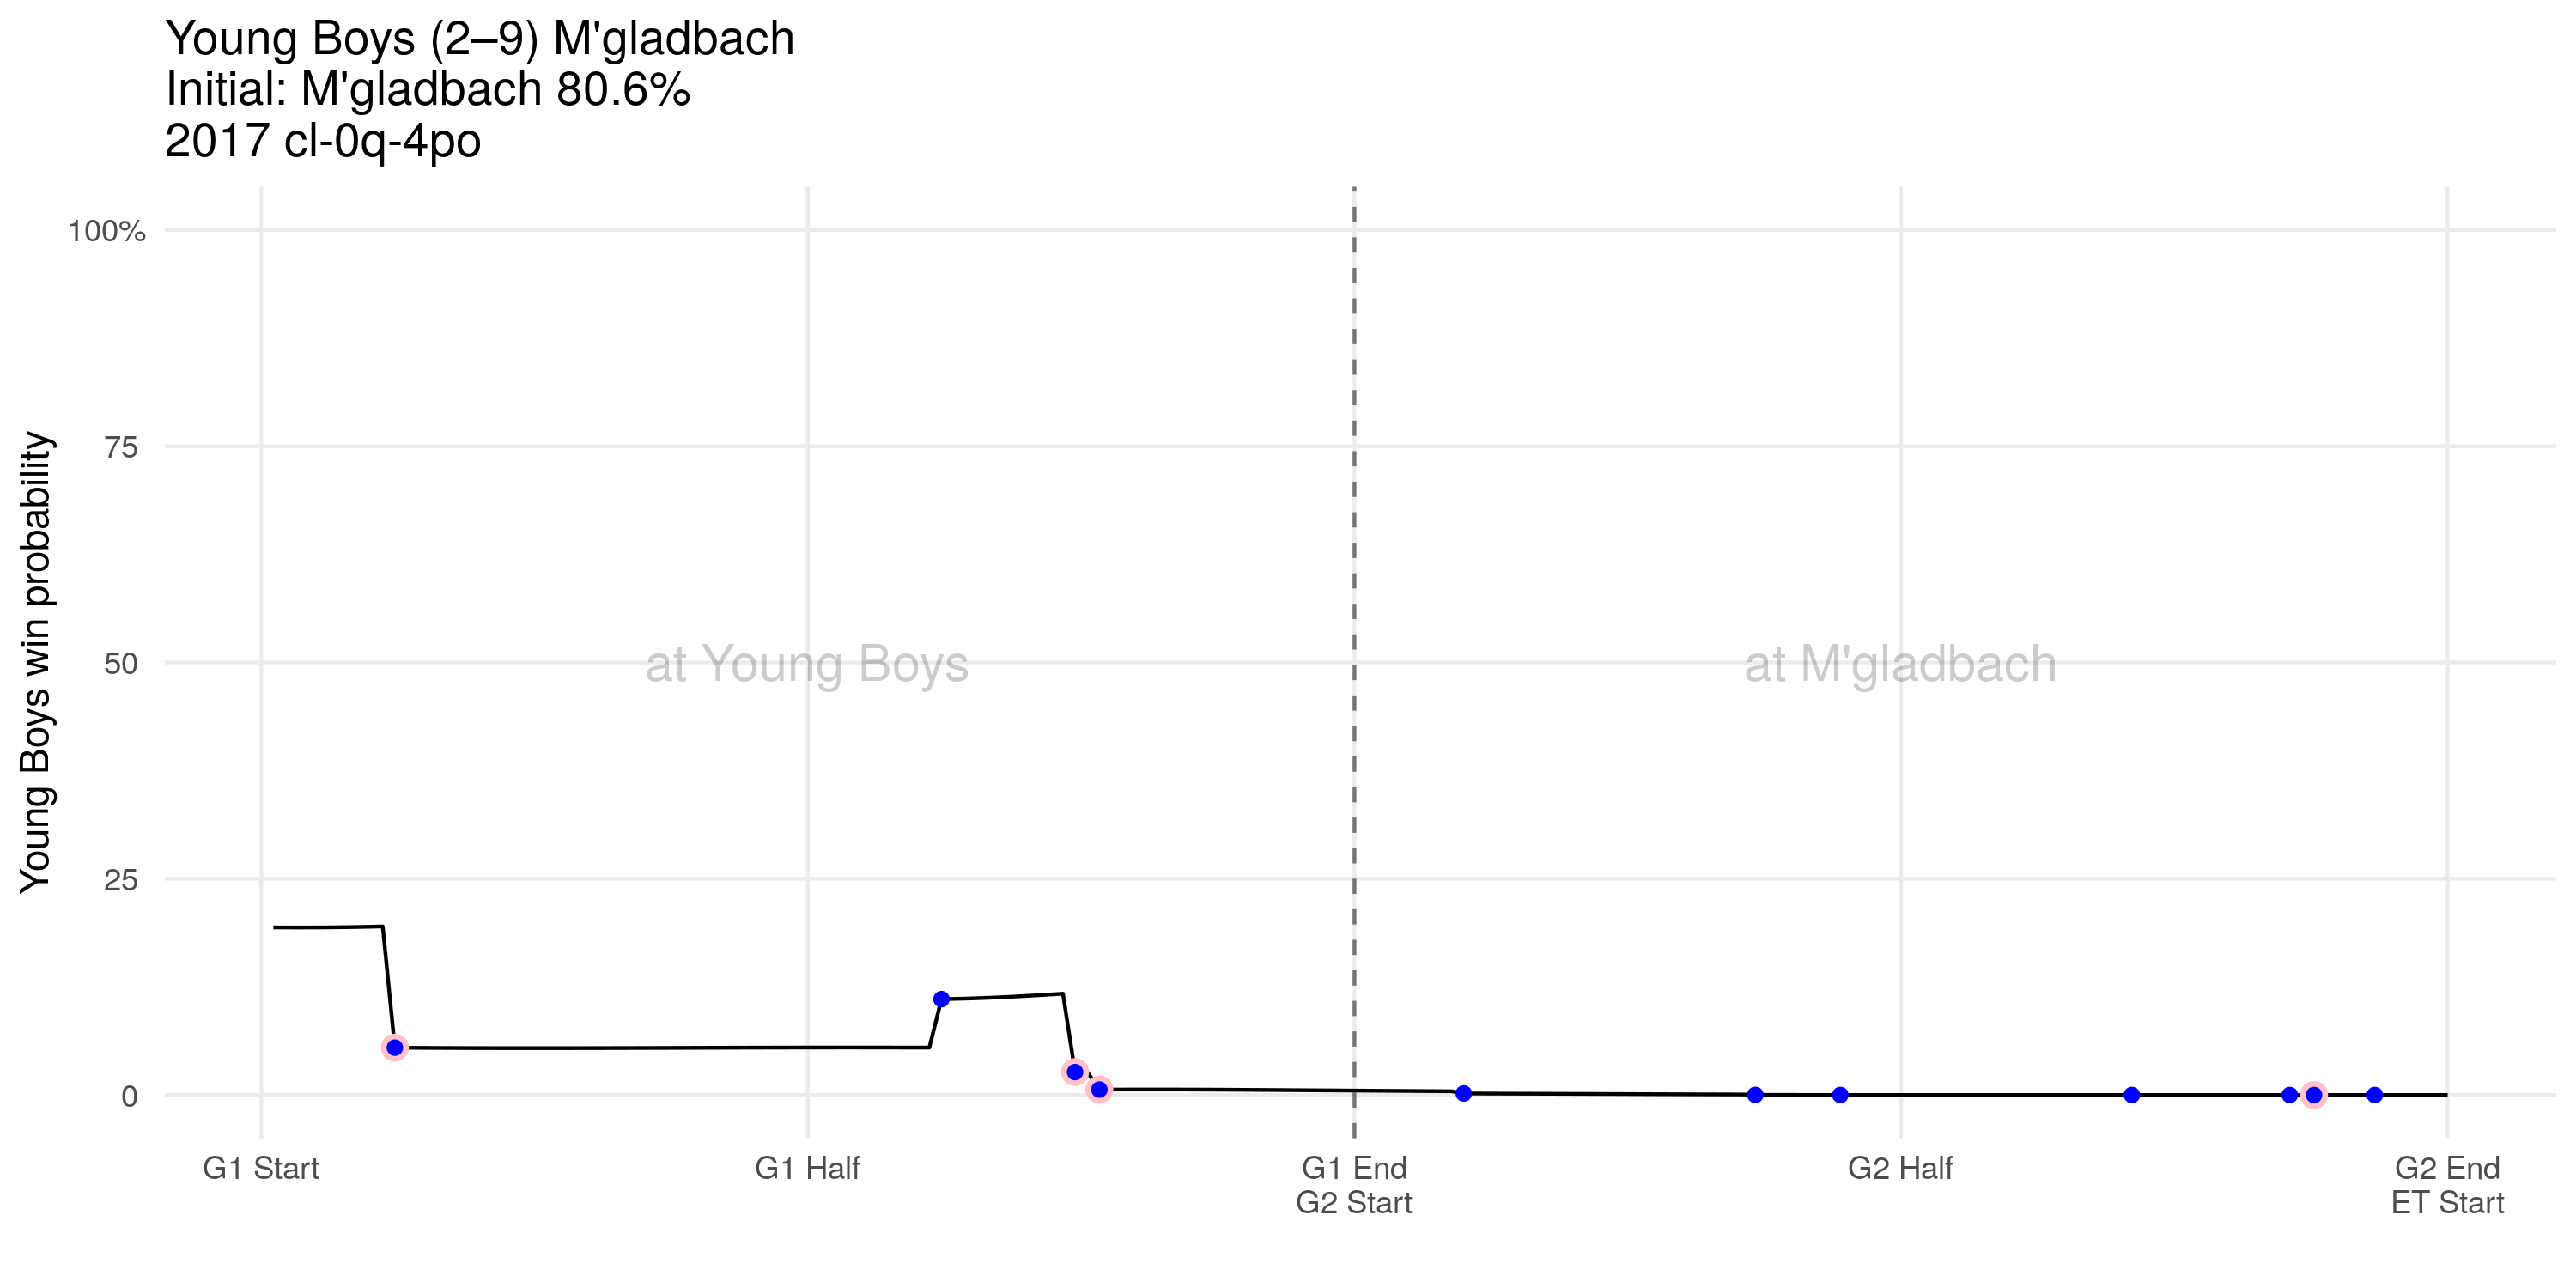 Young Boys (2–9) M'gladbach
Initial: M'gladbach 80.6%
2017 cl-0q-4po
Young Boys win probability
100%
75
50
25
0
at Young Boys
at M'gladbach
G1 Start
G1 Half
G1 End
G2 Start
G2 Half
G2 End
ET Start